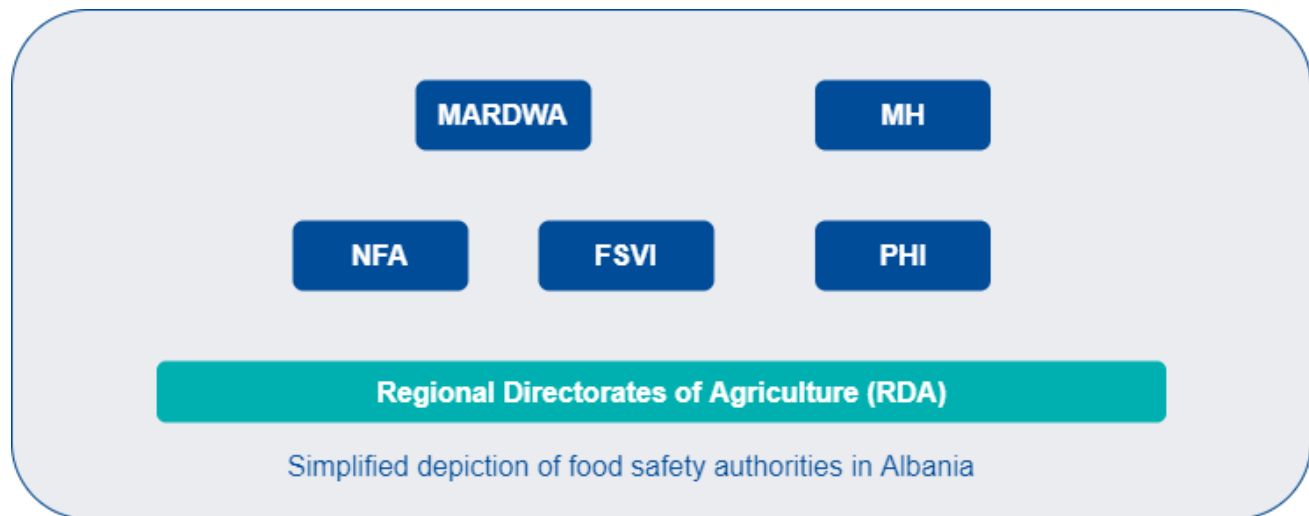 MARDWA
MH
NFA
FSVI
PHI
Regional Directorates of Agriculture (RDA)
Simplified depiction of food safety authorities in Albania